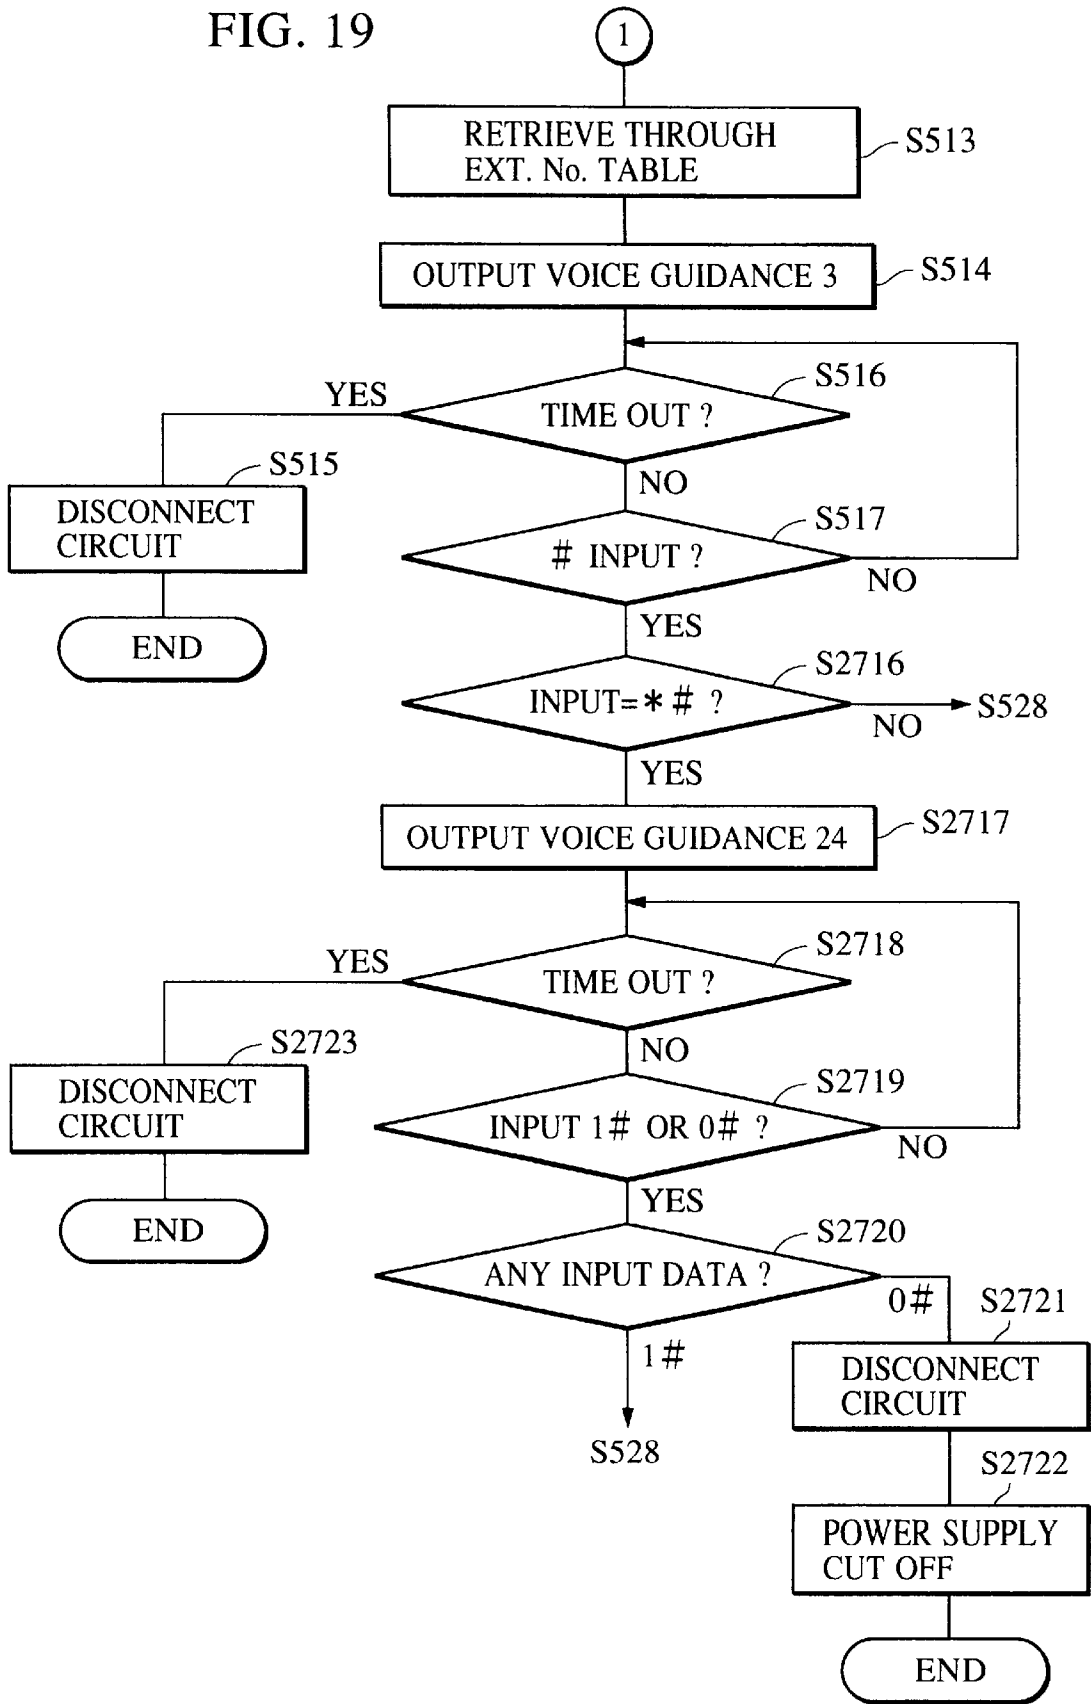 FIG. 19
1
RETRIEVE THROUGH
EXT. No. TABLE
S513
OUTPUT VOICE GUIDANCE 3
S514
TIME OUT ?
S516
YES
NO
S515
DISCONNECT
CIRCUIT
END
# INPUT ?
S517
NO
YES
INPUT=*# ?
S2716
NO
S528
YES
OUTPUT VOICE GUIDANCE 24
S2717
TIME OUT ?
S2718
YES
NO
S2723
DISCONNECT
CIRCUIT
END
INPUT 1# OR 0# ?
S2719
NO
YES
ANY INPUT DATA ?
S2720
0#
1#
S528
S2721
DISCONNECT
CIRCUIT
S2722
POWER SUPPLY
CUT OFF
END